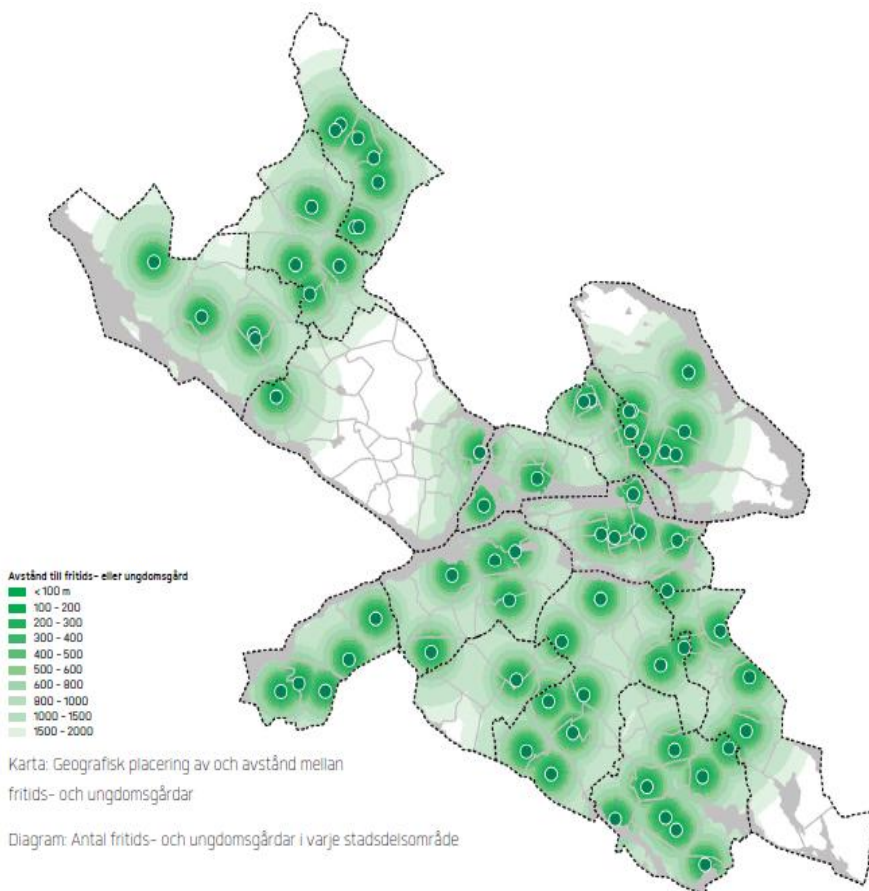 Avstånd till fritids- eller ungdomsgård
<100 m
100 - 200
200 - 300
300 - 400
400 - 500
500 - 600
600 - 800
800 - 1000
1000 - 1500
1500 - 2000
Karta: Geografisk placering av och avstånd mellan
fritids- och ungdomsgårdar
Diagram: Antal fritids- och ungdomsgårdar i varje stadsdelsområde